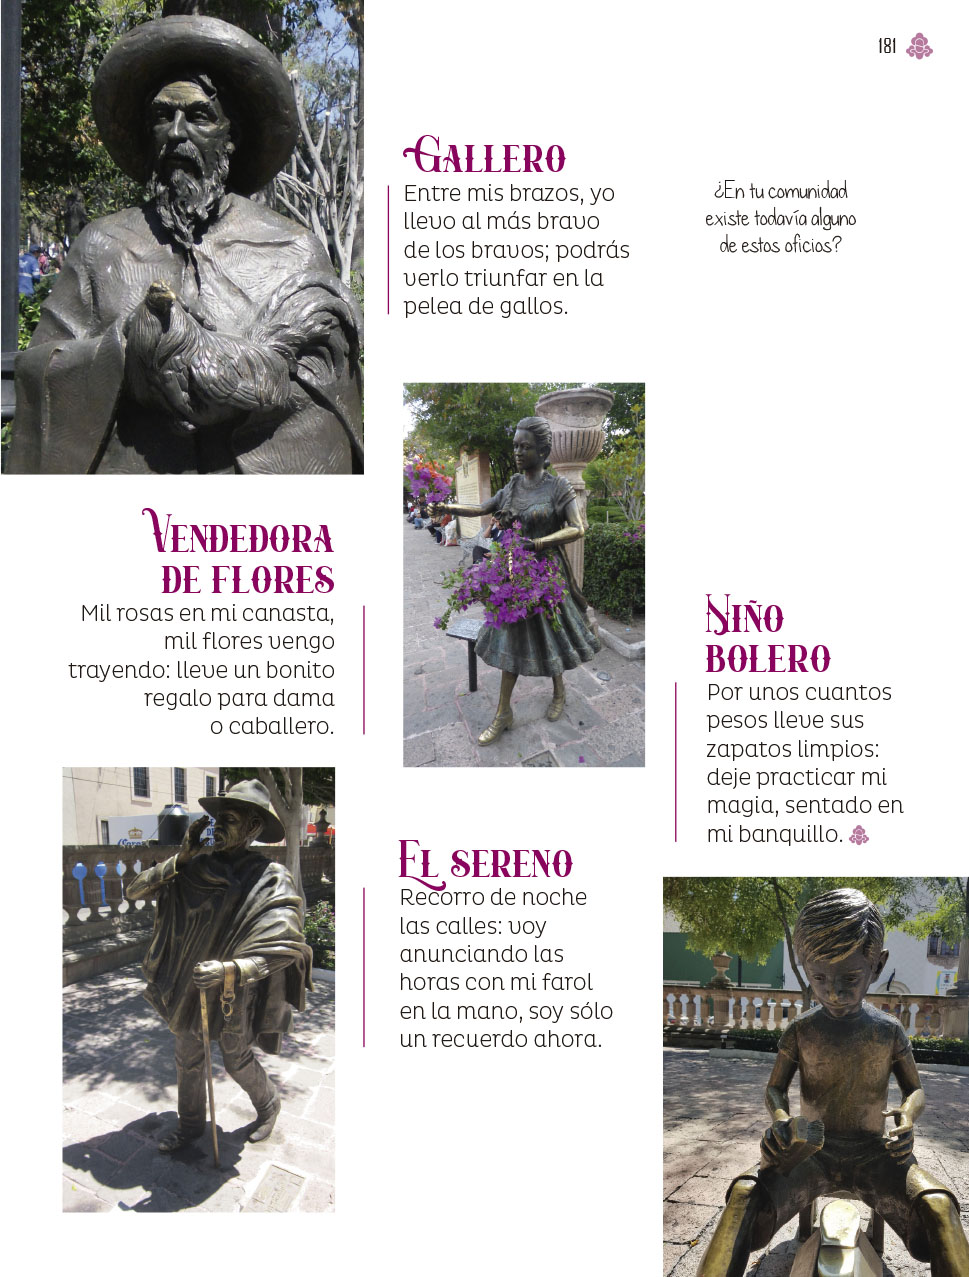 181
GALLERO
Entre mis brazos, yo
llevo al más bravo
de los bravos; podrás
verlo triunfar en la
pelea de gallos.
¿En tu comunidad
existe todavía alguno
de estos oficios?
VENDEDORA
DE FLORES
Mil rosas en mi canasta,
mil flores vengo
trayendo: lleve un bonito
regalo para dama
o caballero.
NIÑO
BOLERO
Por unos cuantos
pesos lleve sus
zapatos limpios:
deje practicar mi
magia, sentado en
mi banquillo.
EL SERENO
Recorro de noche
las calles: voy
anunciando las
horas con mi farol
en la mano, soy sólo
un recuerdo ahora.